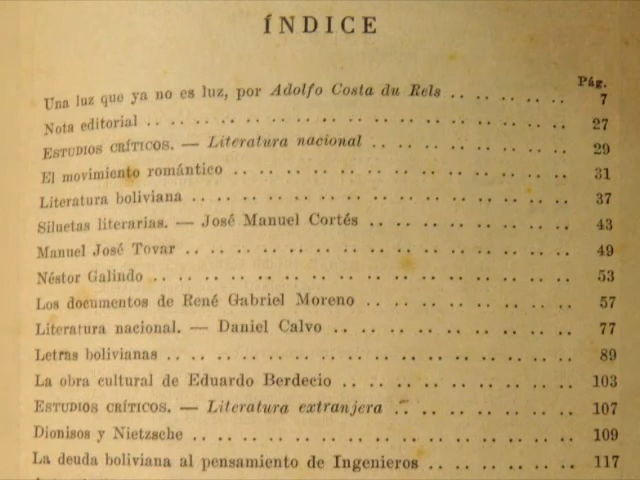 ÍNDICE
Pág.
Una luz que ya no es luz, por Adolfo Costa du Rels .. .. .. .. 7
Nota editorial .. .. .. .. .. .. .. .. .. .. .. .. .. 27
ESTUDIOS CRÍTICOS. — Literatura nacional .. .. .. .. .. .. 29
El movimiento romántico .. .. .. .. .. .. .. .. .. .. .. 31
Literatura boliviana .. .. .. .. .. .. .. .. .. .. .. .. 37
Siluetas literarias. — José Manuel Cortés .. .. .. .. .. .. 43
Manuel José Tovar .. .. .. .. .. .. .. .. .. .. .. .. 49
Néstor Galindo .. .. .. .. .. .. .. .. .. .. .. .. .. 53
Los documentos de René Gabriel Moreno .. .. .. .. .. .. 57
Literatura nacional. — Daniel Calvo .. .. .. .. .. .. .. 77
Letras bolivianas .. .. .. .. .. .. .. .. .. .. .. .. 89
La obra cultural de Eduardo Berdecio .. .. .. .. .. .. .. 103
ESTUDIOS CRÍTICOS. — Literatura extranjera .. .. .. .. .. 107
Dionisos y Nietzsche .. .. .. .. .. .. .. .. .. .. .. .. 109
La deuda boliviana al pensamiento de Ingenieros .. .. .. .. 117